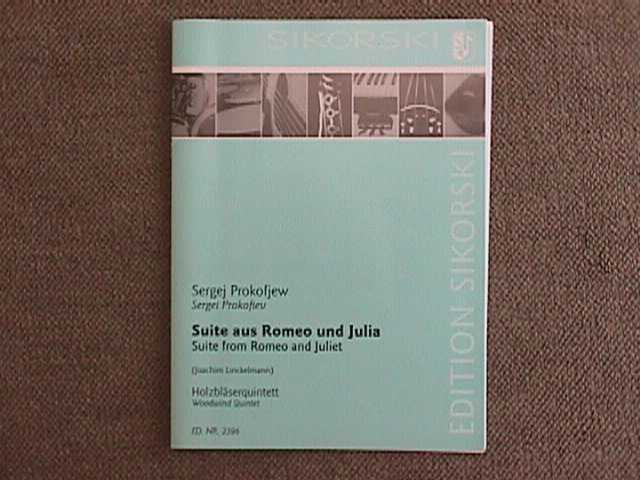 SIKORSKI
EDITION SIKORSKI
Sergej Prokofjew
Sergei Prokofiev
Suite aus Romeo und Julia
Suite from Romeo and Juliet
(Joachim Linckelmann)
Holzbläserquintett
Woodwind Quintet
ED. NR. 2396